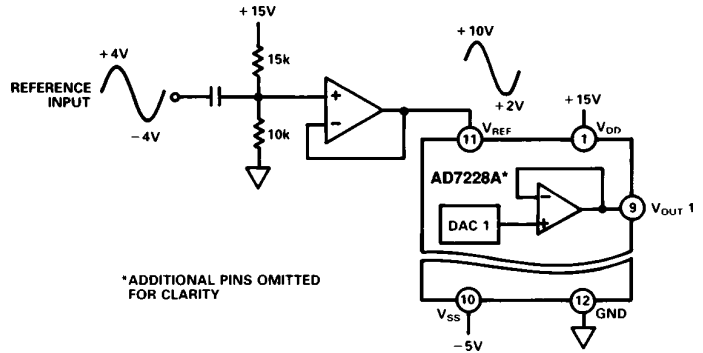 +15V
+4V
15k
REFERENCE
INPUT
−4V
10k
+
−
+10V
+2V
+15V
11
VREF
1
VDD
AD7228A*
−
+
DAC 1
9
VOUT 1
*ADDITIONAL PINS OMITTED
FOR CLARITY
10
VSS
12
GND
−5V